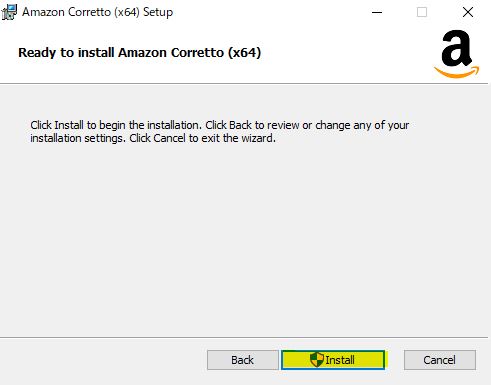 Amazon Corretto (x64) Setup
Ready to install Amazon Corretto (x64)
a
Click Install to begin the installation. Click Back to review or change any of your
installation settings. Click Cancel to exit the wizard.
Back
Install
Cancel